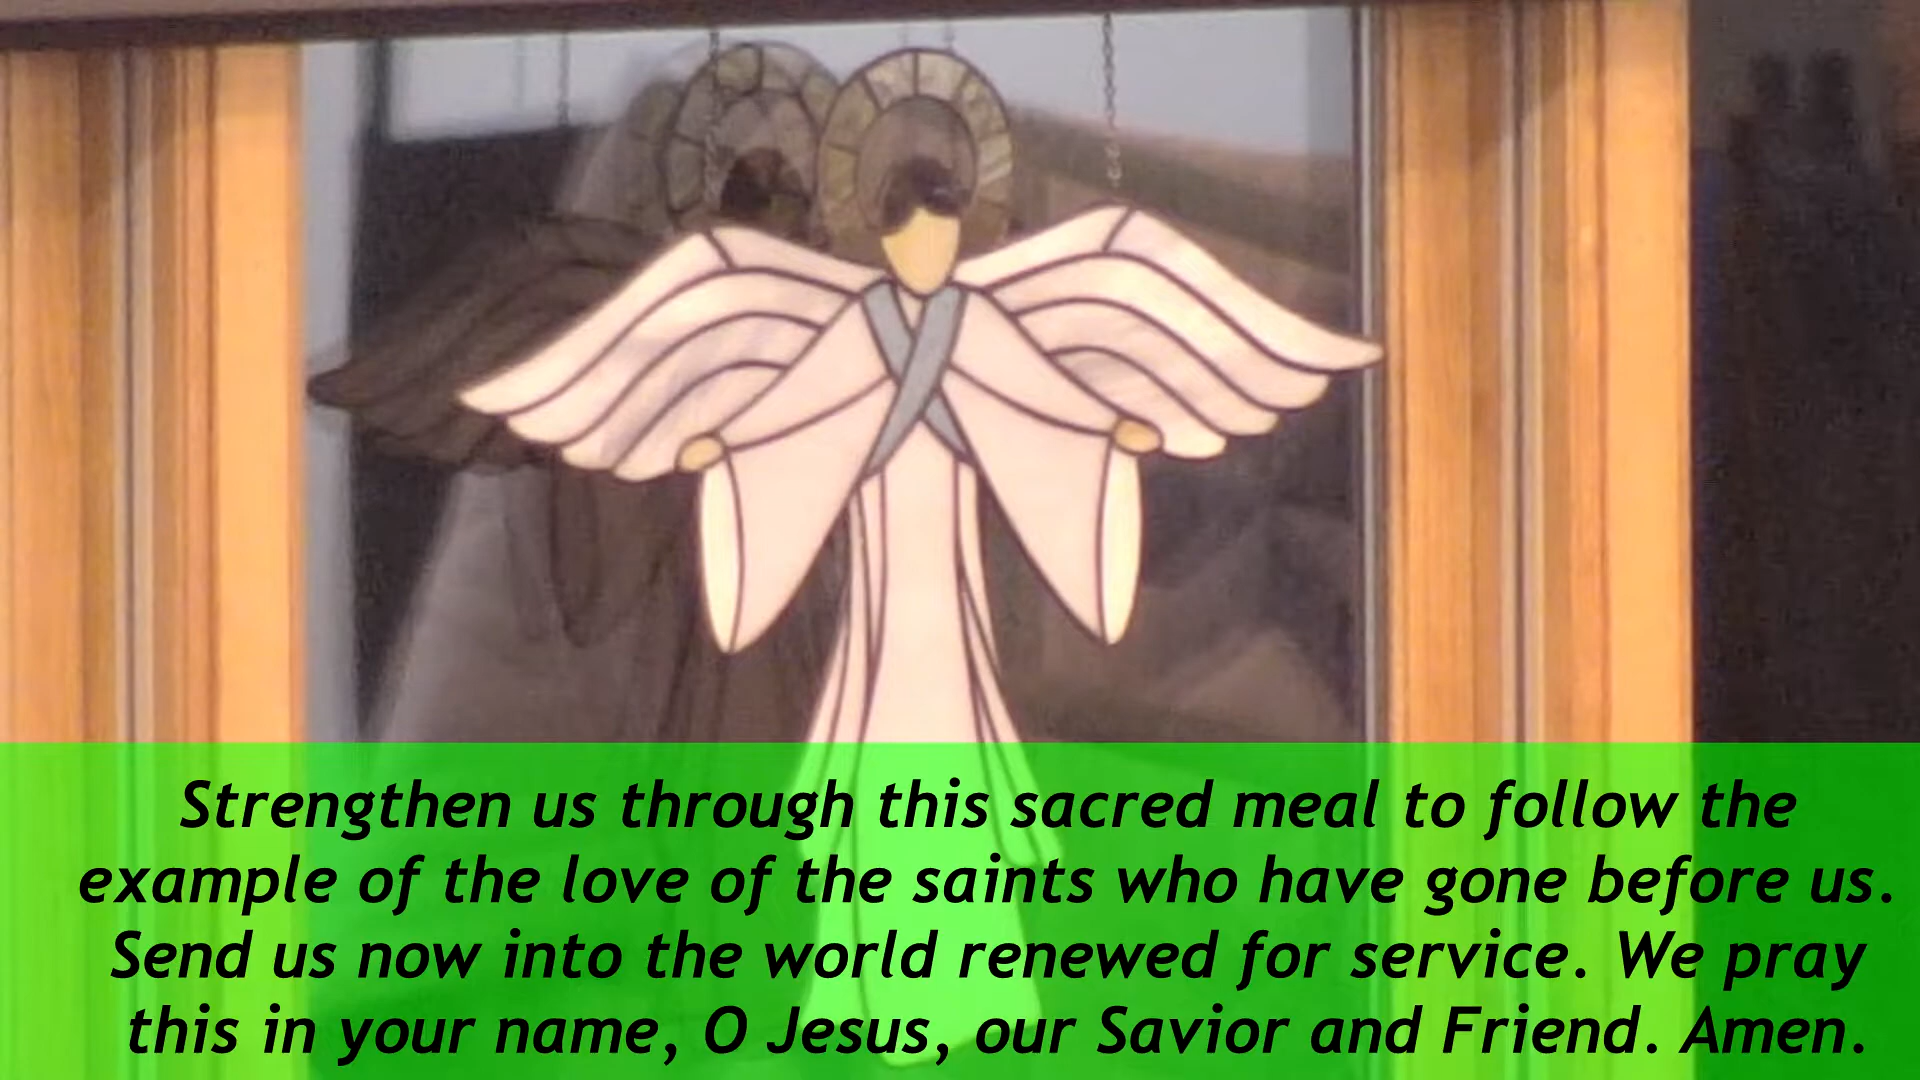 Strengthen us through this sacred meal to follow the
example of the love of the saints who have gone before us.
Send us now into the world renewed for service. We pray
this in your name, O Jesus, our Savior and Friend. Amen.